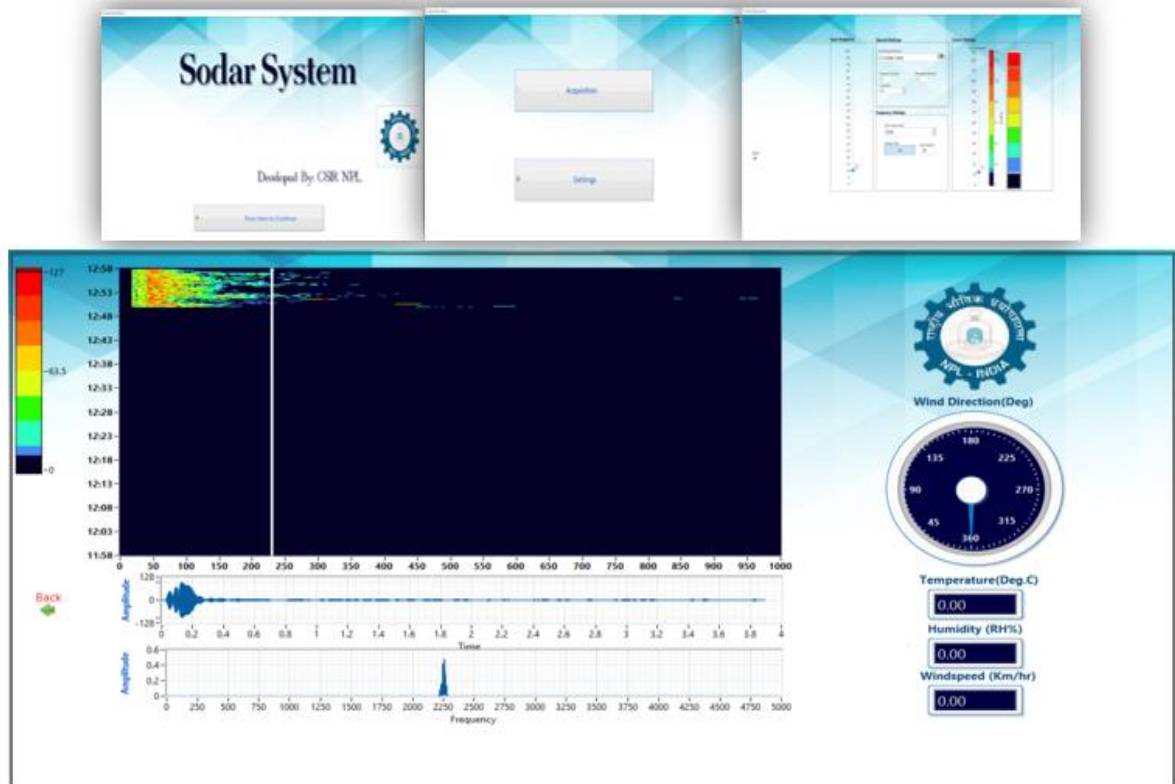 Sodar System
Developed By CSIR NPL
Press Here to Continue
Acquisition
Settings
127
63.5
0
12:58
12:53
12:48
12:43
12:38
12:33
12:28
12:23
12:18
12:13
12:08
12:03
11:58
0 50 100 150 200 250 300 350 400 450 500 550 600 650 700 750 800 850 900 950 1000
Back
Amplitude
128
0
-128
0 0.2 0.4 0.6 0.8 1 1.2 1.4 1.6 1.8 2 2.2 2.4 2.6 2.8 3 3.2 3.4 3.6 3.8 4
Time
Amplitude
0.6
0.4
0.2
0
0 250 500 750 1000 1250 1500 1750 2000 2250 2500 2750 3000 3250 3500 3750 4000 4250 4500 4750 5000
Frequency
राष्ट्रीय भौतिक प्रयोगशाला
NPL - INDIA
Wind Direction(Deg)
180
135 225
90 270
45 315
360
Temperature(Deg.C)
0.00
Humidity (RH%)
0.00
Windspeed (Km/hr)
0.00